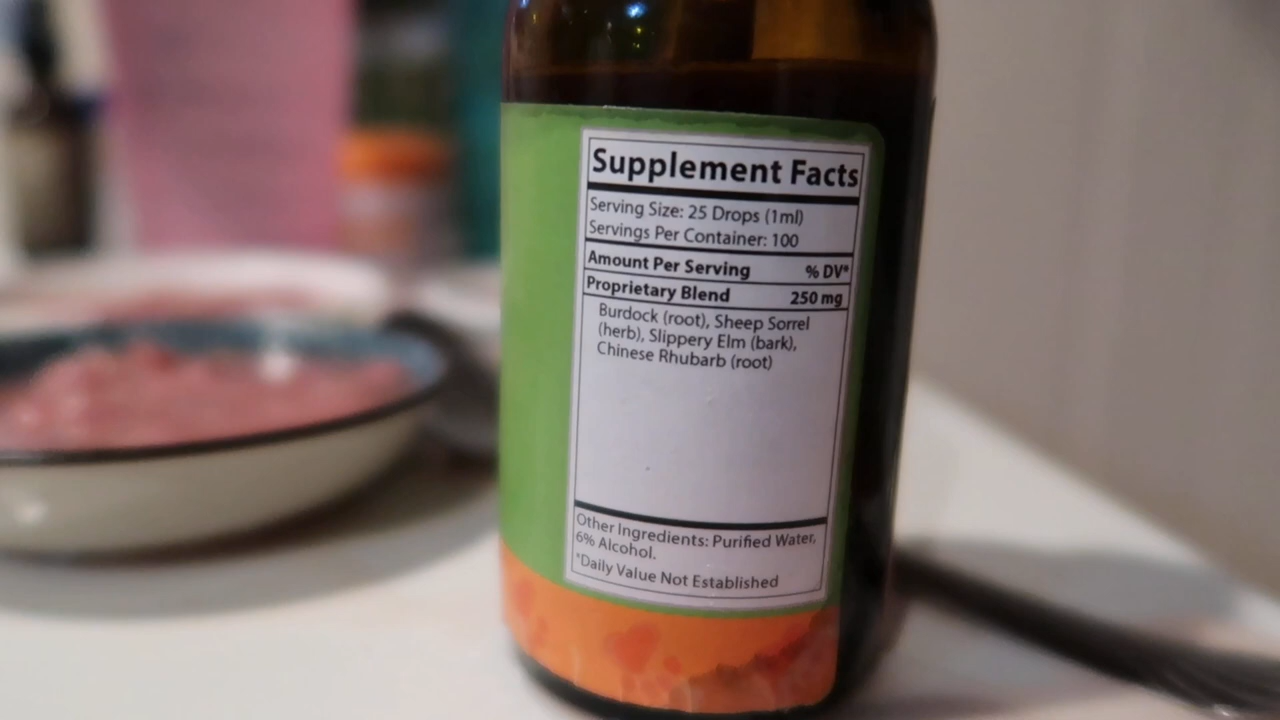 Supplement Facts
Serving Size: 25 Drops (1ml)
Servings Per Container: 100
Amount Per Serving % DV*
Proprietary Blend 250 mg
Burdock (root), Sheep Sorrel
(herb), Slippery Elm (bark),
Chinese Rhubarb (root)
Other Ingredients: Purified Water,
6% Alcohol.
*Daily Value Not Established